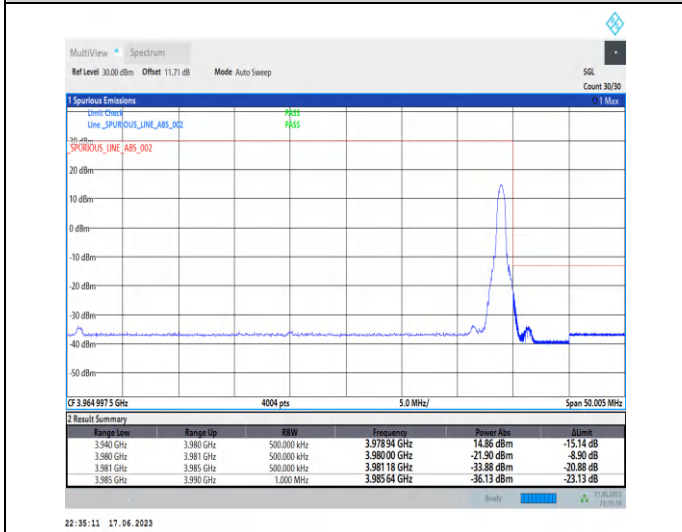 MultiView Spectrum
Ref Level 30.00 dBm Offset 11.71 dB Mode Auto Sweep SGL
Count 30/30
1 Spurious Emissions 1 Max
Limit Check PASS
Line _SPURIOUS_LINE_ABS_002 PASS
30 dBm
_SPURIOUS_LINE_ABS_002
20 dBm
10 dBm
0 dBm
-10 dBm
-20 dBm
-30 dBm
-40 dBm
-50 dBm
CF 3.964 997 5 GHz 4004 pts 5.0 MHz/ Span 50.005 MHz
2 Result Summary
Range Low Range Up RBW Frequency Power Abs ΔLimit
3.940 GHz 3.980 GHz 500.000 kHz 3.978 94 GHz 14.86 dBm -15.14 dB
3.980 GHz 3.981 GHz 500.000 kHz 3.980 00 GHz -21.90 dBm -8.90 dB
3.981 GHz 3.985 GHz 500.000 kHz 3.981 18 GHz -33.88 dBm -20.88 dB
3.985 GHz 3.990 GHz 1.000 MHz 3.985 64 GHz -36.13 dBm -23.13 dB
Ready 17.06.2023
22:35:11 17.06.2023